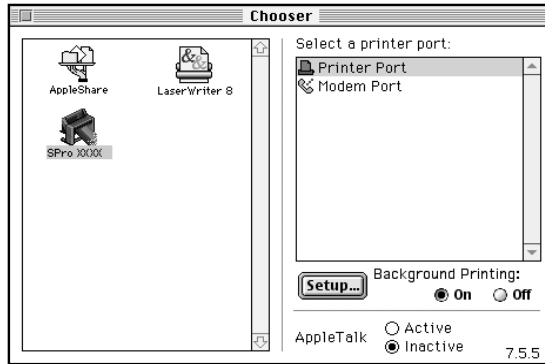 Chooser
AppleShare
LaserWriter 8
SPro XXXX
Select a printer port:
Printer Port
Modem Port
Setup...
Background Printing:
On Off
AppleTalk
Active
Inactive
7.5.5